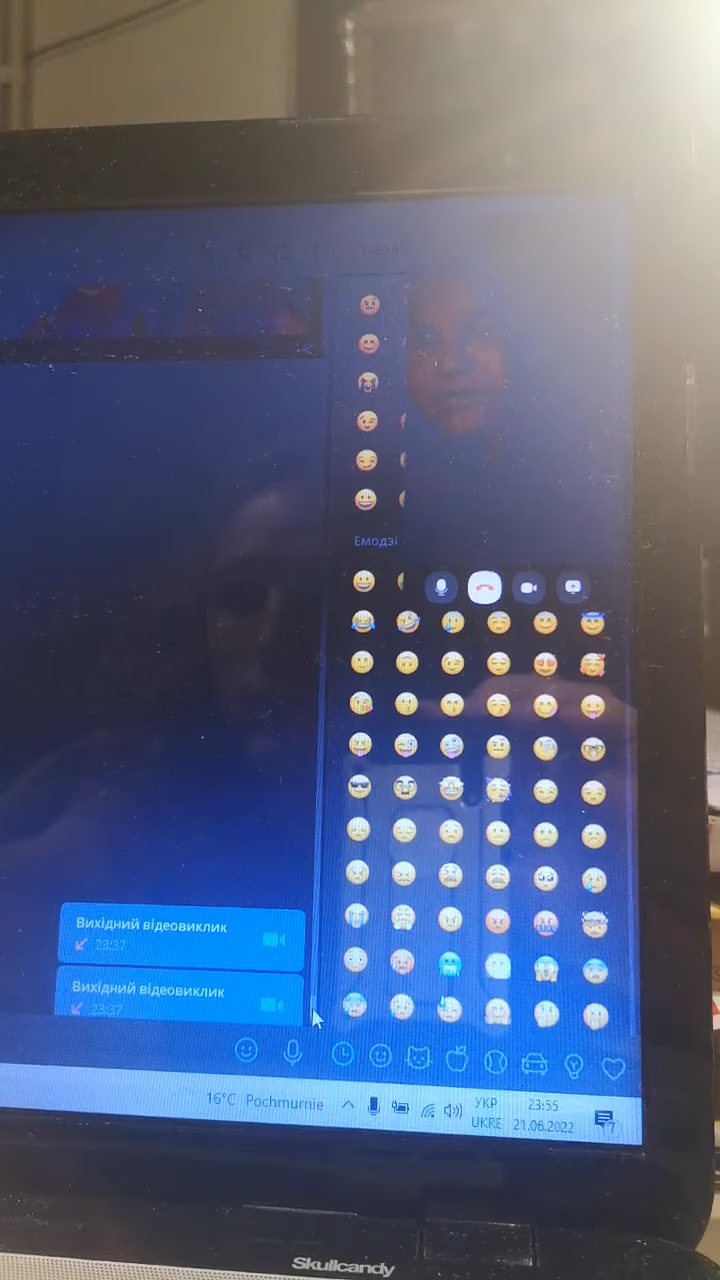 Емодзі
Вихідний відеовиклик
23:37
Вихідний відеовиклик
23:37
16°C Pochmurnie
УКР
UKRE
23:55
21.06.2022
7
Skullcandy